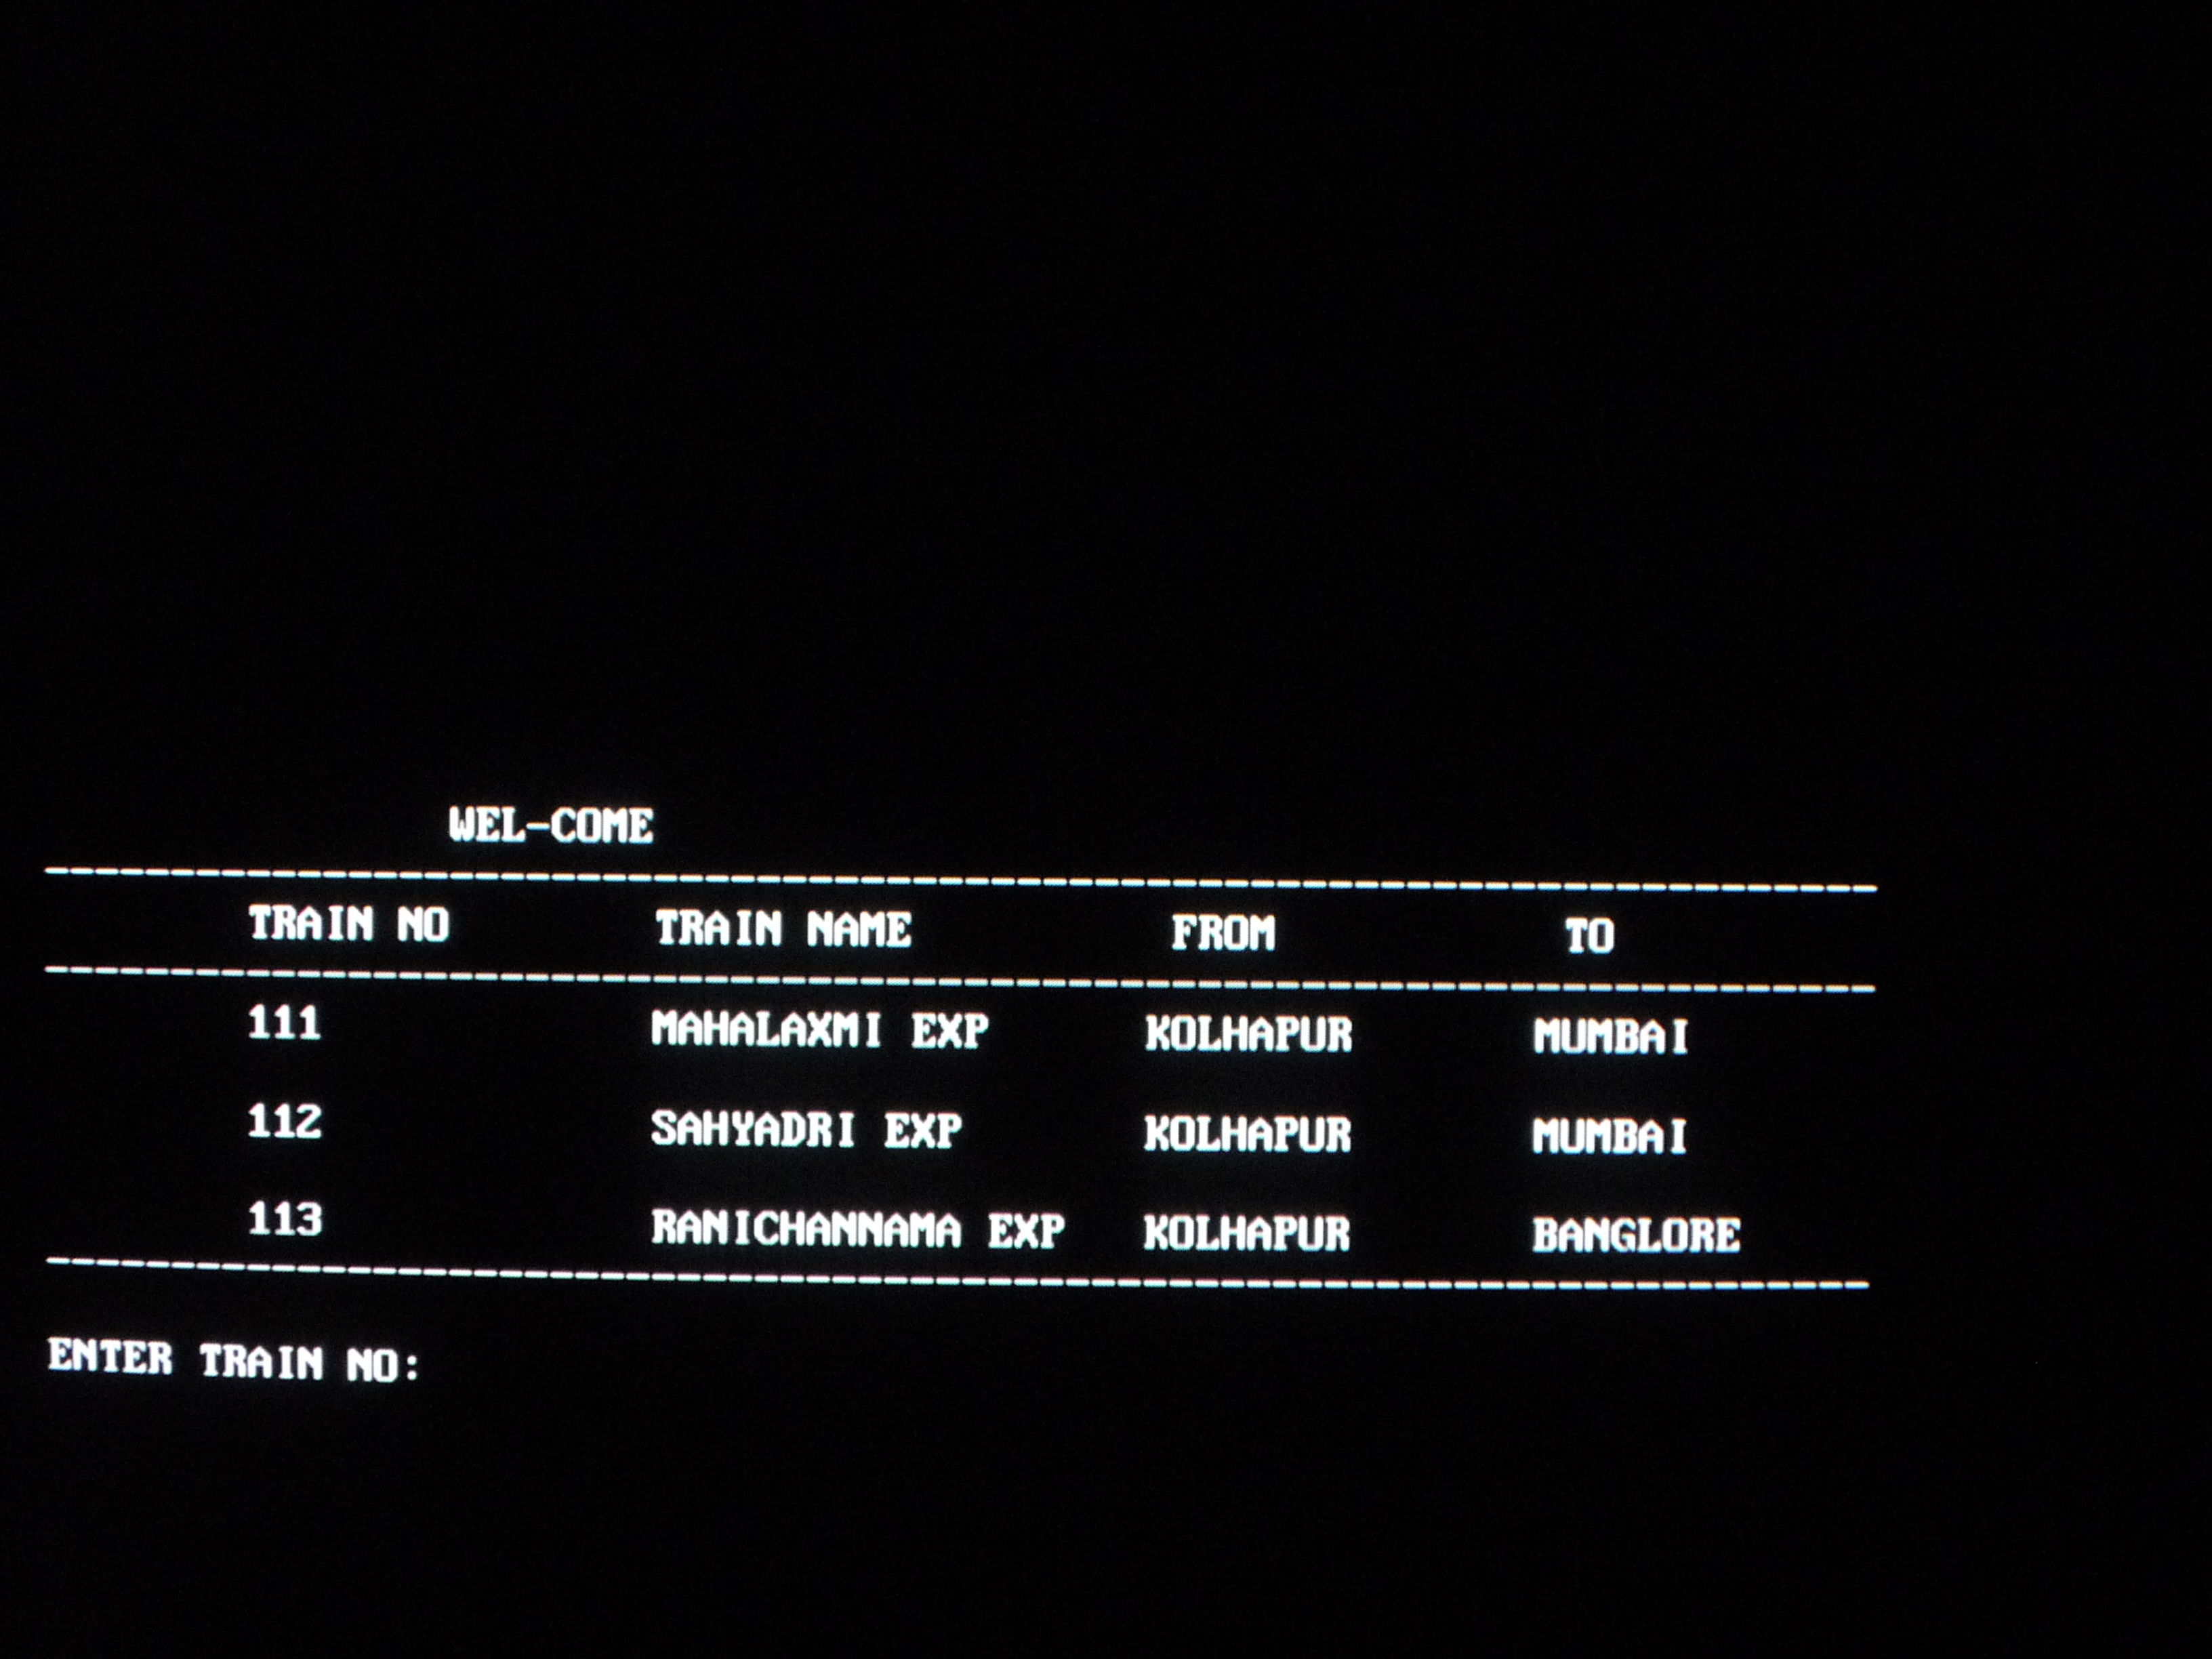 WEL-COME
TRAIN NO TRAIN NAME FROM TO
111 MAHALAXMI EXP KOLHAPUR MUMBAI
112 SAHYADRI EXP KOLHAPUR MUMBAI
113 RANICHANNAMA EXP KOLHAPUR BANGLORE
ENTER TRAIN NO: